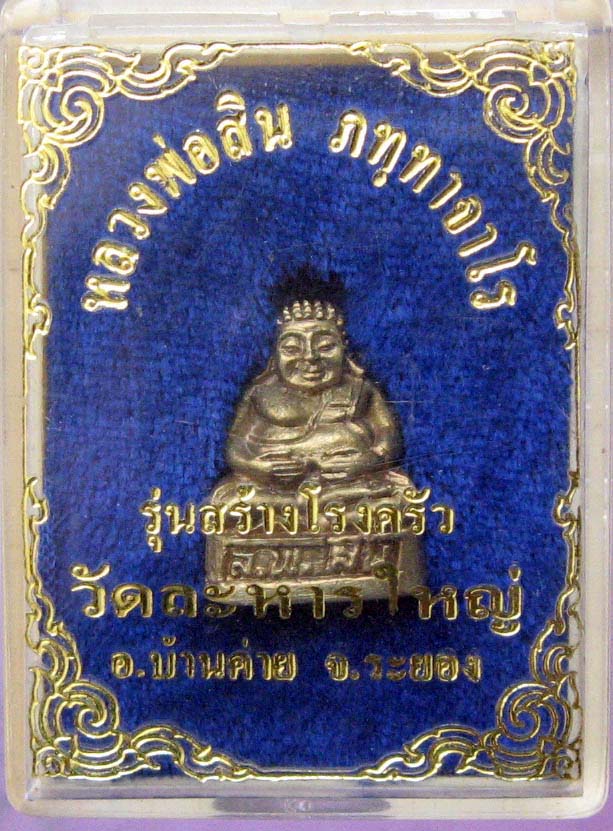 หลวงพ่อสิน ภทฺทาจาโร
รุ่นสร้างโรงครัว
วัดละหารใหญ่
อ.บ้านค่าย จ.ระยอง